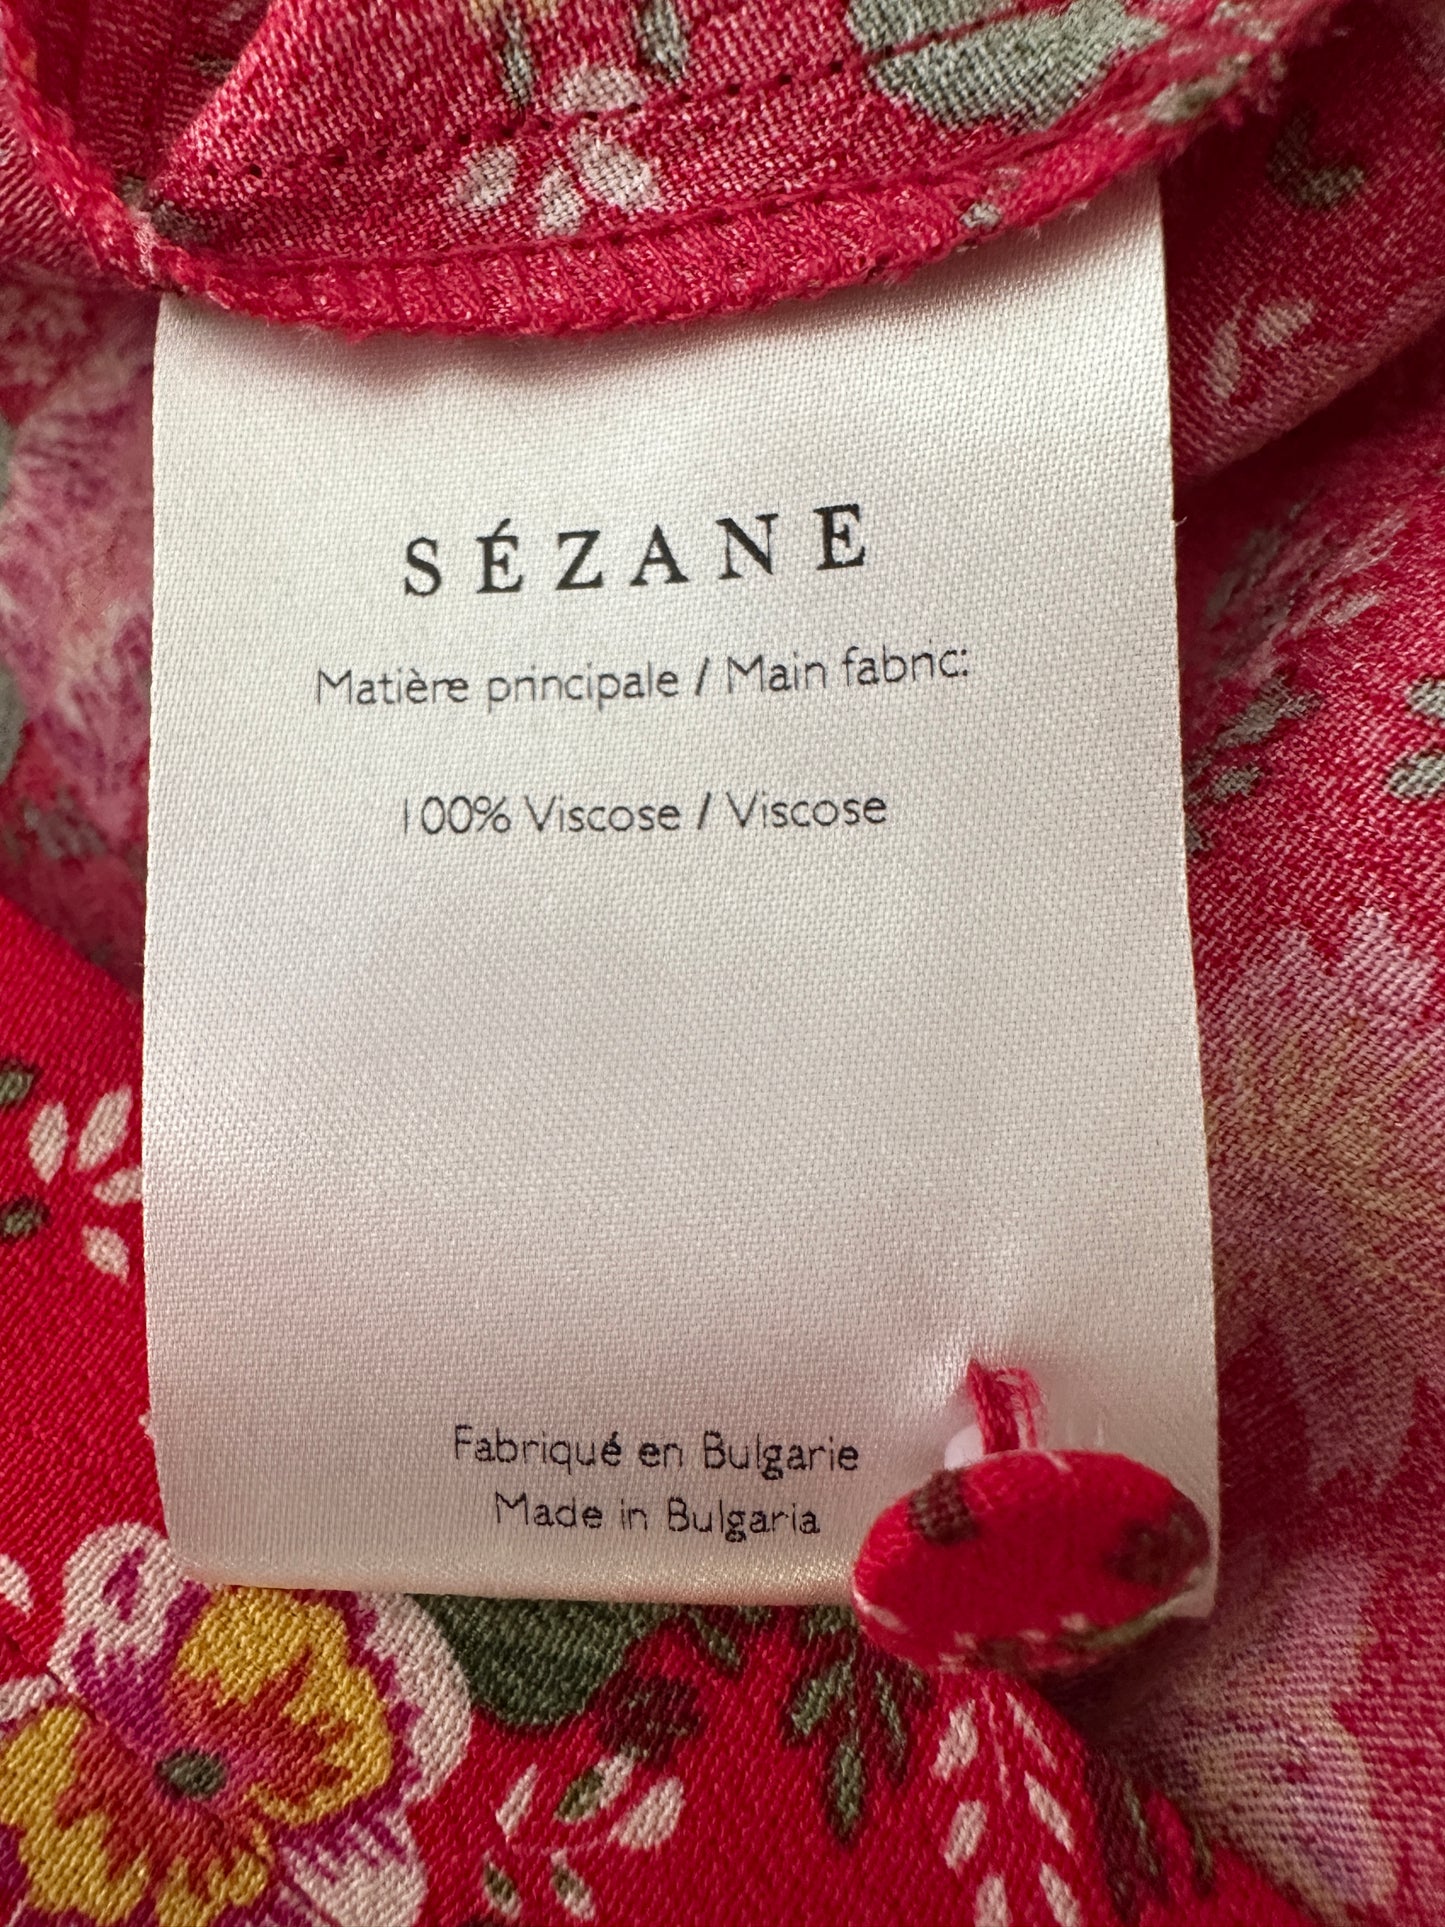 SÉZANE
Matière principale / Main fabric:
100% Viscose / Viscose
Fabriqué en Bulgarie
Made in Bulgaria